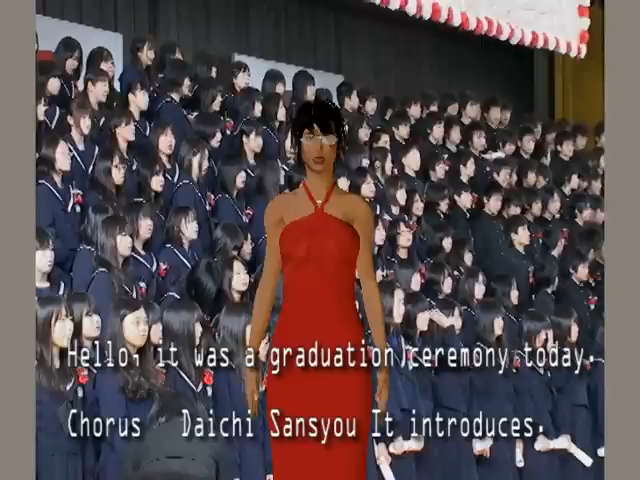 Hello, it was a graduation ceremony today.
Chorus Daichi Sansyou It introduces.